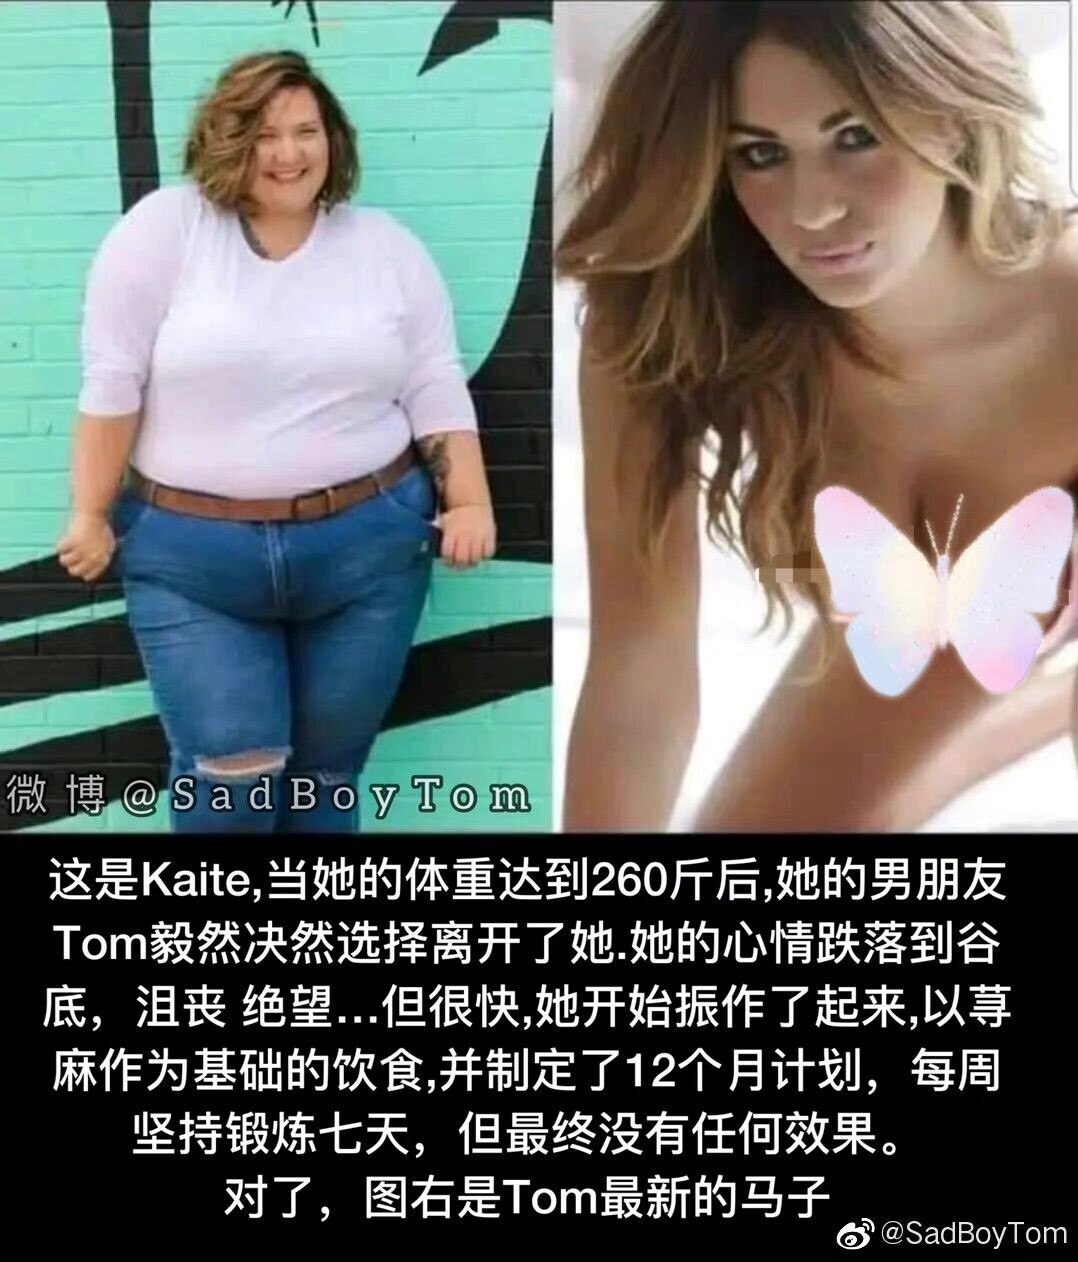 微博@SadBoyTom
这是Kaite,当她的体重达到260斤后,她的男朋友
Tom毅然决然选择离开了她.她的心情跌落到谷
底，沮丧 绝望...但很快,她开始振作了起来,以荨
麻作为基础的饮食,并制定了12个月计划，每周
坚持锻炼七天，但最终没有任何效果。
对了，图右是Tom最新的马子
@SadBoyTom